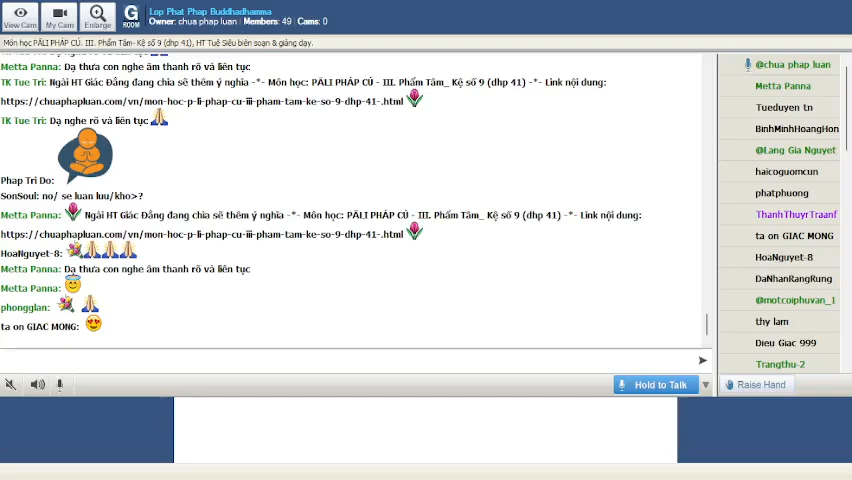 View Cam
My Cam
Enlarge
G ROOM
Lop Phat Phap Buddhadhamma
Owner: chua phap luan / Members: 49 / Cams: 0
Môn học PĀLI PHÁP CÚ. III. Phẩm Tâm- Kệ số 9 (dhp 41), HT Tuệ Siêu biên soạn & giảng dạy.
Metta Panna: Dạ thưa con nghe âm thanh rõ và liên tục
TK Tue Tri: Ngài HT Giác Đẳng đang chia sẽ thêm ý nghĩa -*- Môn học: PĀLI PHÁP CÚ - III. Phẩm Tâm_ Kệ số 9 (dhp 41) -*- Link nội dung:
https://chuaphapluan.com/vn/mon-hoc-p-li-phap-cu-iii-pham-tam-ke-so-9-dhp-41-.html
TK Tue Tri: Dạ nghe rõ và liên tục
Phap Tri Do:
SonSoul: no/ se luan luu/kho>?
Metta Panna: Ngài HT Giác Đẳng đang chia sẽ thêm ý nghĩa -*- Môn học: PĀLI PHÁP CÚ - III. Phẩm Tâm_ Kệ số 9 (dhp 41) -*- Link nội dung:
https://chuaphapluan.com/vn/mon-hoc-p-li-phap-cu-iii-pham-tam-ke-so-9-dhp-41-.html
HoaNguyet-8:
Metta Panna: Dạ thưa con nghe âm thanh rõ và liên tục
Metta Panna:
phongglan:
ta on GIAC MONG:
Hold to Talk
@chua phap luan
Metta Panna
Tueduyen tn
BinhMinhHoangHon
@Lang Gia Nguyet
haicoguomcun
phatphuong
ThanhThuyrTraanf
ta on GIAC MONG
HoaNguyet-8
DaNhanRangRung
@motcoiphuvan_1
thy lam
Dieu Giac 999
Trangthu-2
Raise Hand